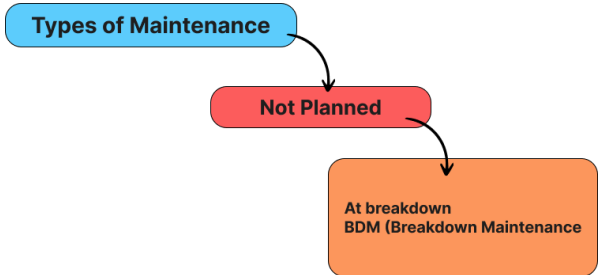 Types of Maintenance
Not Planned
At breakdown
BDM (Breakdown Maintenance